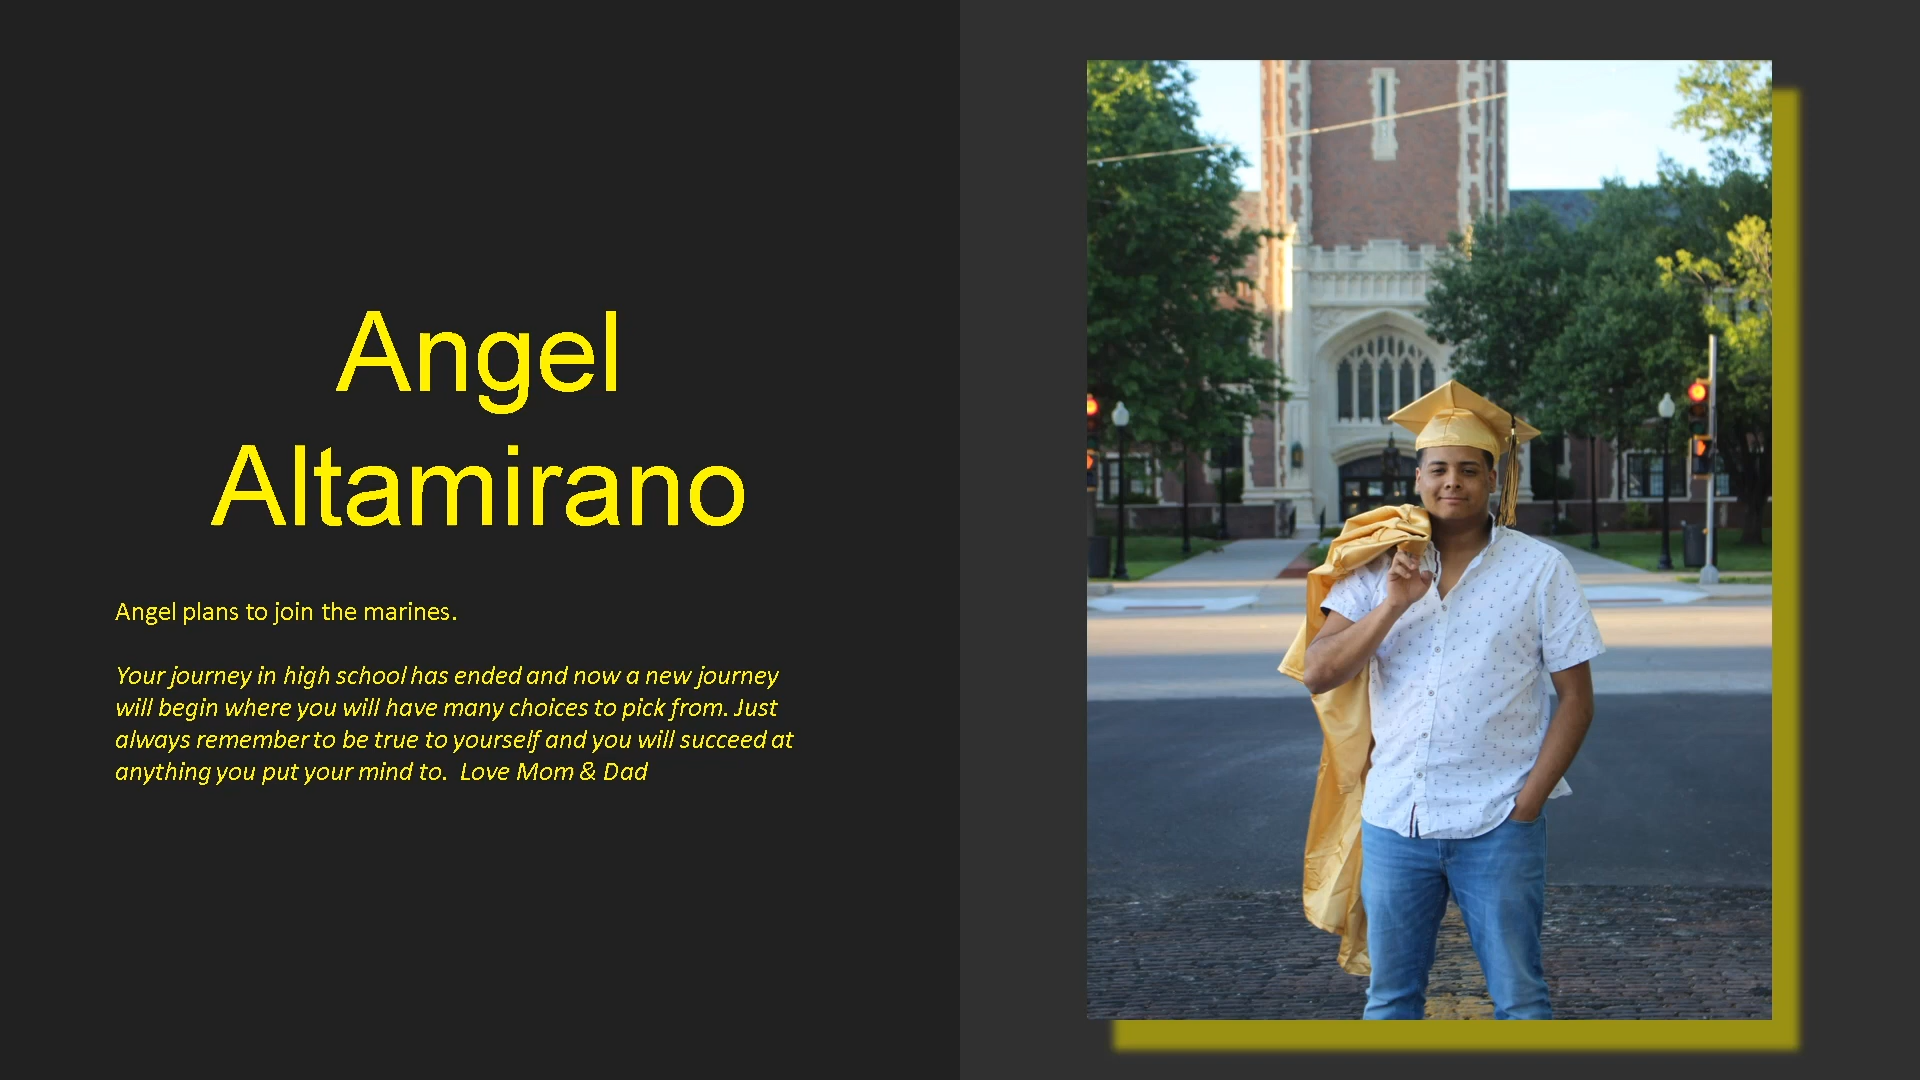 Angel
Altamirano
Angel plans to join the marines.
Your journey in high school has ended and now a new journey
will begin where you will have many choices to pick from. Just
always remember to be true to yourself and you will succeed at
anything you put your mind to.  Love Mom & Dad